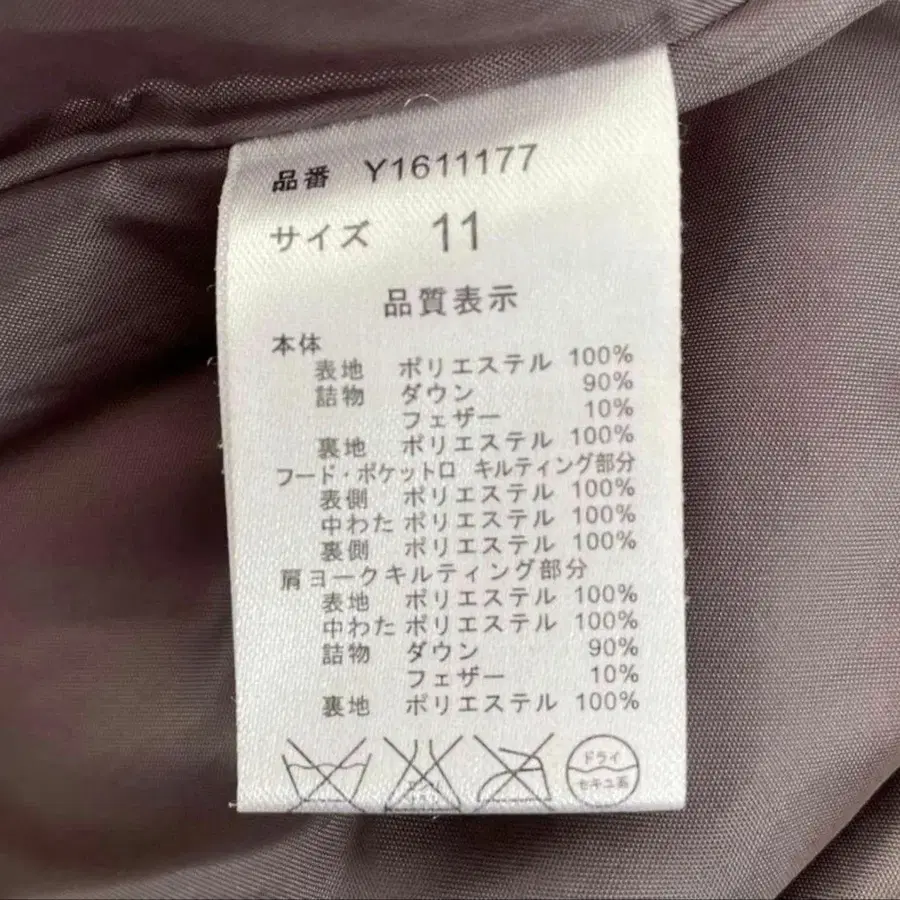 品番 Y1611177
サイズ 11
品質表示
本体
表地 ポリエステル 100%
詰物 ダウン 90%
フェザー 10%
裏地 ポリエステル 100%
フード・ポケット口 キルティング部分
表側 ポリエステル 100%
中わた ポリエステル 100%
裏側 ポリエステル 100%
肩ヨークキルティング部分
表地 ポリエステル 100%
中わた ポリエステル 100%
詰物 ダウン 90%
フェザー 10%
裏地 ポリエステル 100%
ドライ
セキユ系